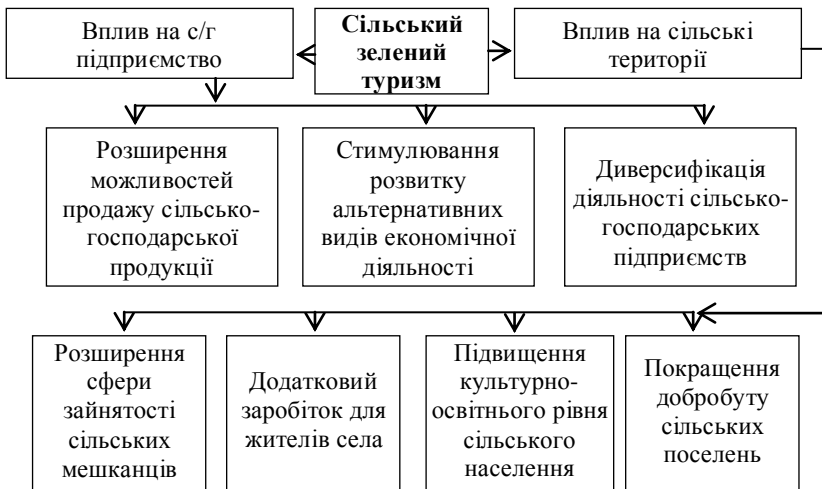 Вплив на с/г
підприємство
Сільський
зелений
туризм
Вплив на сільські
території
Розширення
можливостей
продажу сільсько-
господарської
продукції
Стимулювання
розвитку
альтернативних
видів економічної
діяльності
Диверсифікація
діяльності сільсько-
господарських
підприємств
Розширення
сфери
зайнятості
сільських
мешканців
Додатковий
заробіток для
жителів села
Підвищення
культурно-
освітнього рівня
сільського
населення
Покращення
добробуту
сільських
поселень